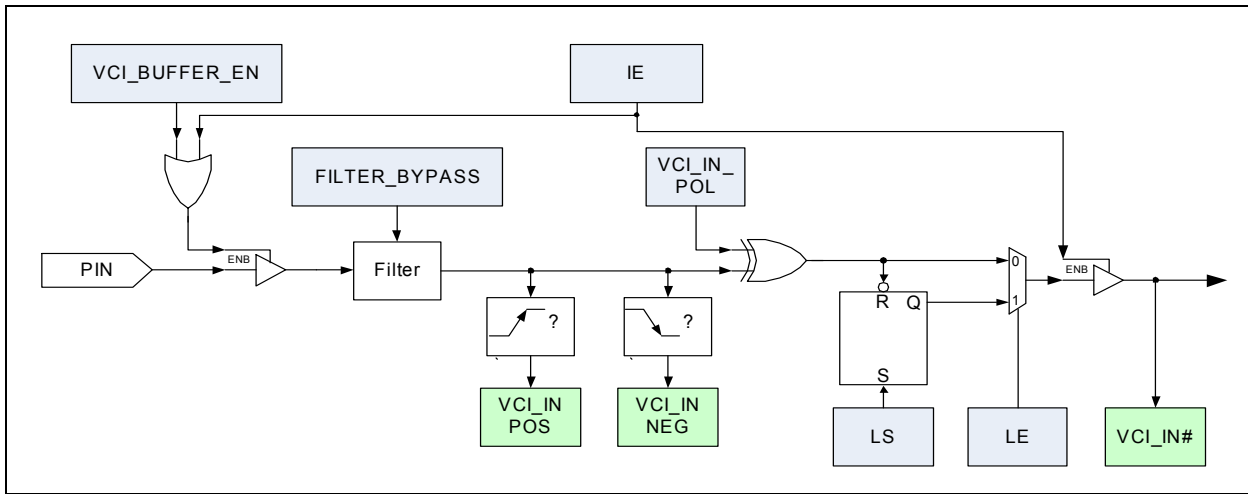 VCI_BUFFER_EN
IE
FILTER_BYPASS
VCI_IN_
POL
PIN
ENB
Filter
0
1
ENB
R
Q
S
?
?
VCI_IN
POS
VCI_IN
NEG
LS
LE
VCI_IN#